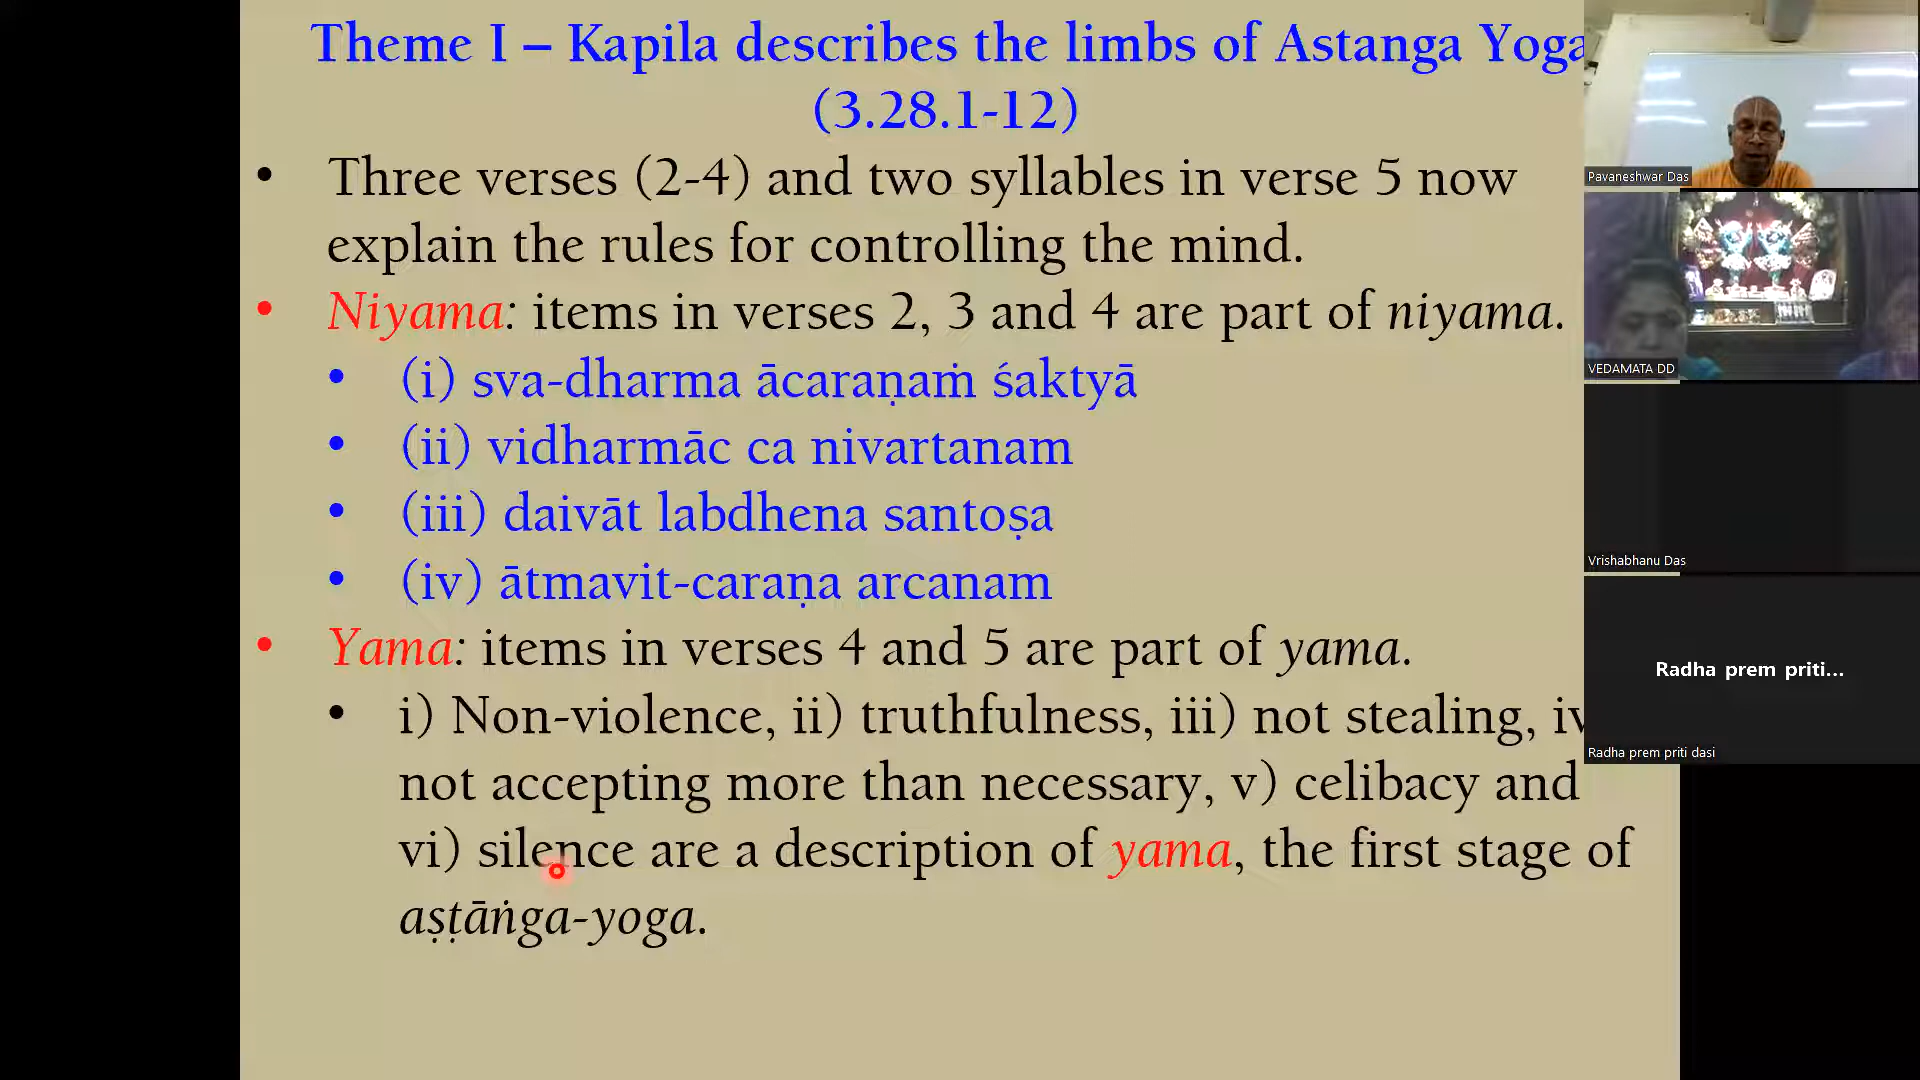 Theme I – Kapila describes the limbs of Astanga Yoga
(3.28.1-12)
• Three verses (2-4) and two syllables in verse 5 now
explain the rules for controlling the mind.
• Niyama: items in verses 2, 3 and 4 are part of niyama.
• (i) sva-dharma ācaraṇaṁ śaktyā
• (ii) vidharmāc ca nivartanam
• (iii) daivāt labdhena santoṣa
• (iv) ātmavit-caraṇa arcanam
• Yama: items in verses 4 and 5 are part of yama.
• i) Non-violence, ii) truthfulness, iii) not stealing, iv
not accepting more than necessary, v) celibacy and
vi) silence are a description of yama, the first stage of
aṣṭāṅga-yoga.
Pavaneshwar Das
VEDAMATA DD
Vrishabhanu Das
Radha prem priti...
Radha prem priti dasi